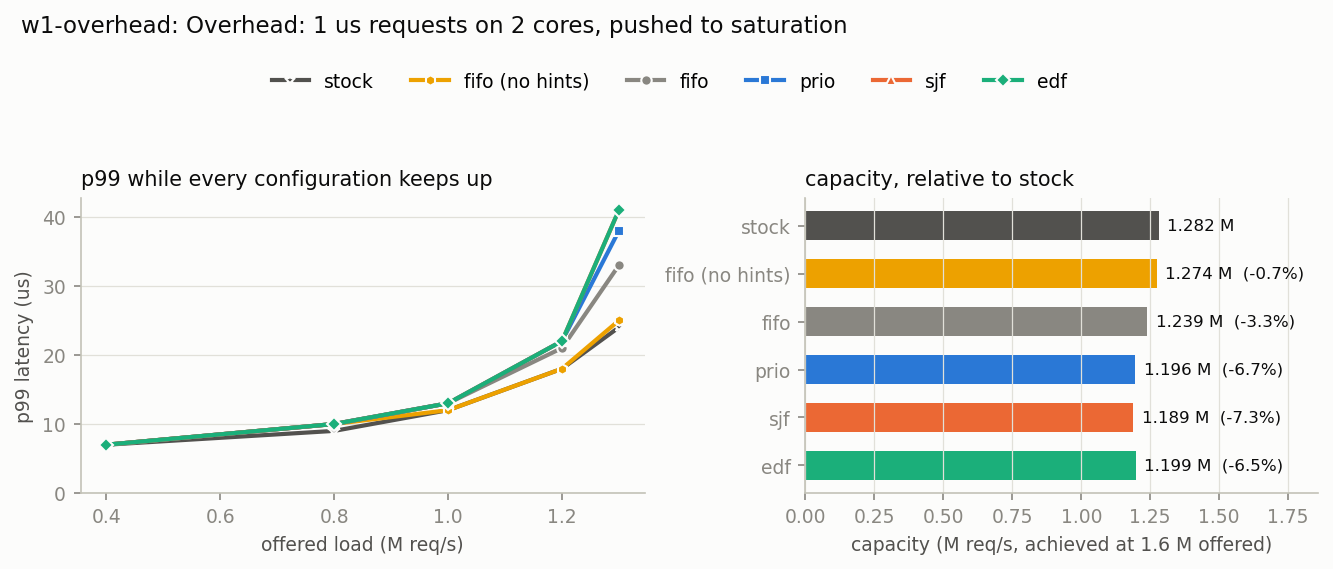 w1-overhead: Overhead: 1 us requests on 2 cores, pushed to saturation
stock fifo (no hints) fifo prio sjf edf
p99 while every configuration keeps up
p99 latency (us)
40
30
20
10
0
0.4 0.6 0.8 1.0 1.2
offered load (M req/s)
capacity, relative to stock
stock 1.282 M
fifo (no hints) 1.274 M (-0.7%)
fifo 1.239 M (-3.3%)
prio 1.196 M (-6.7%)
sjf 1.189 M (-7.3%)
edf 1.199 M (-6.5%)
0.00 0.25 0.50 0.75 1.00 1.25 1.50 1.75
capacity (M req/s, achieved at 1.6 M offered)